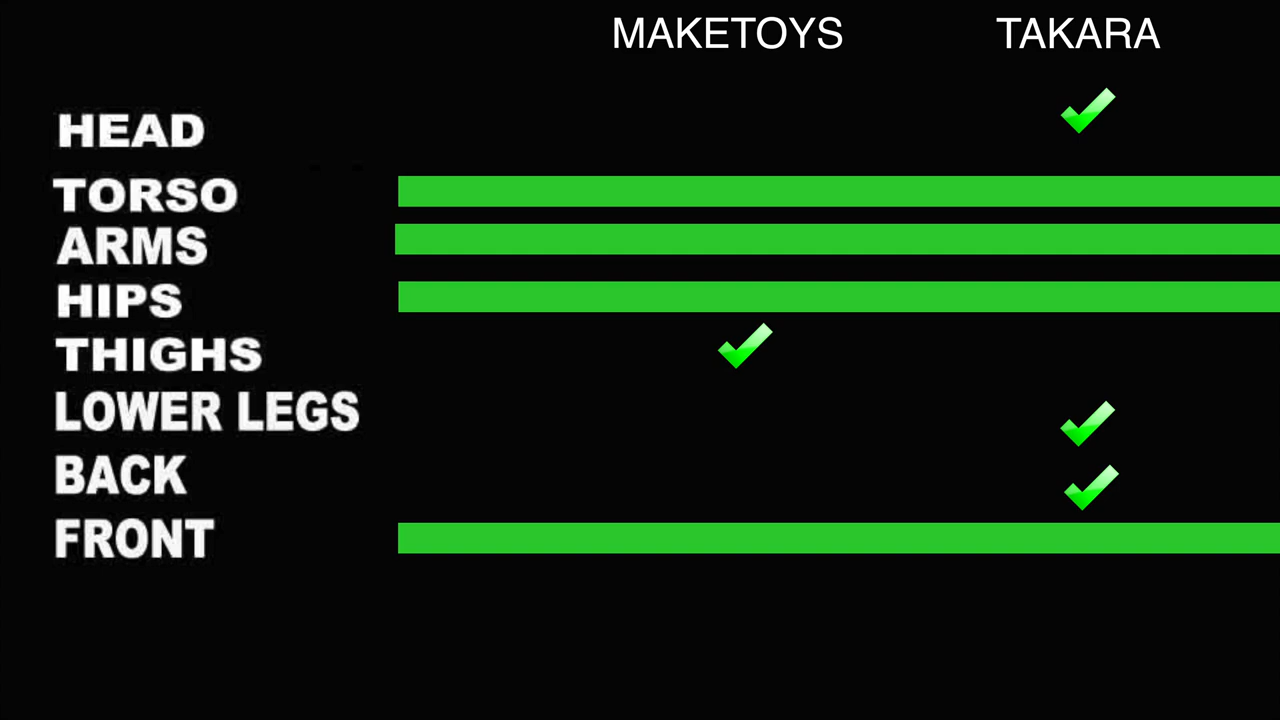 MAKETOYS TAKARA
HEAD
TORSO
ARMS
HIPS
THIGHS
LOWER LEGS
BACK
FRONT